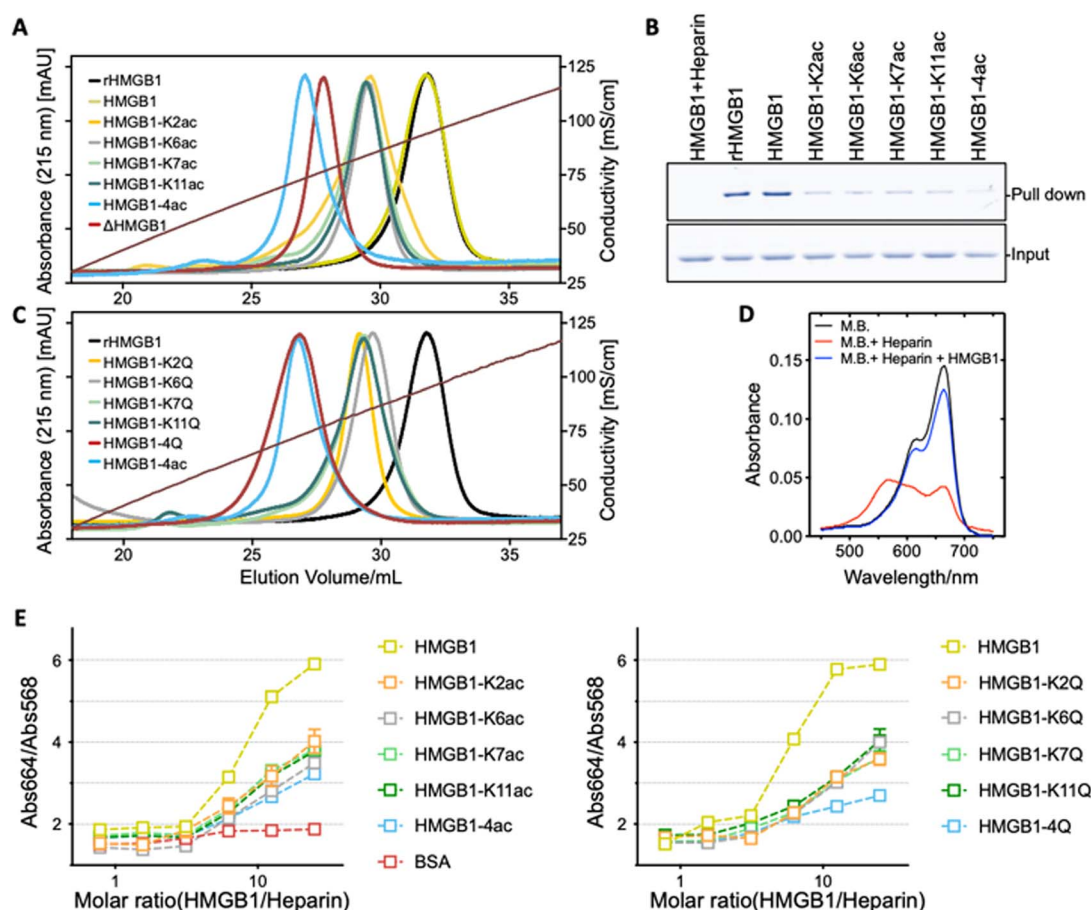 A
Absorbance (215 nm) [mAU]
rHMGB1
HMGB1
HMGB1-K2ac
HMGB1-K6ac
HMGB1-K7ac
HMGB1-K11ac
HMGB1-4ac
ΔHMGB1
125
100
75
50
25
Conductivity [mS/cm]
20 25 30 35
B
HMGB1+Heparin
rHMGB1
HMGB1
HMGB1-K2ac
HMGB1-K6ac
HMGB1-K7ac
HMGB1-K11ac
HMGB1-4ac
Pull down
Input
C
Absorbance (215 nm) [mAU]
rHMGB1
HMGB1-K2Q
HMGB1-K6Q
HMGB1-K7Q
HMGB1-K11Q
HMGB1-4Q
HMGB1-4ac
125
100
75
50
25
Conductivity [mS/cm]
20 25 30 35
Elution Volume/mL
D
M.B.
M.B.+ Heparin
M.B.+ Heparin + HMGB1
Absorbance
0.15
0.10
0.05
0.00
500 600 700
Wavelength/nm
E
Abs664/Abs568
6
4
2
1 10
Molar ratio(HMGB1/Heparin)
HMGB1
HMGB1-K2ac
HMGB1-K6ac
HMGB1-K7ac
HMGB1-K11ac
HMGB1-4ac
BSA
Abs664/Abs568
6
4
2
1 10
Molar ratio(HMGB1/Heparin)
HMGB1
HMGB1-K2Q
HMGB1-K6Q
HMGB1-K7Q
HMGB1-K11Q
HMGB1-4Q